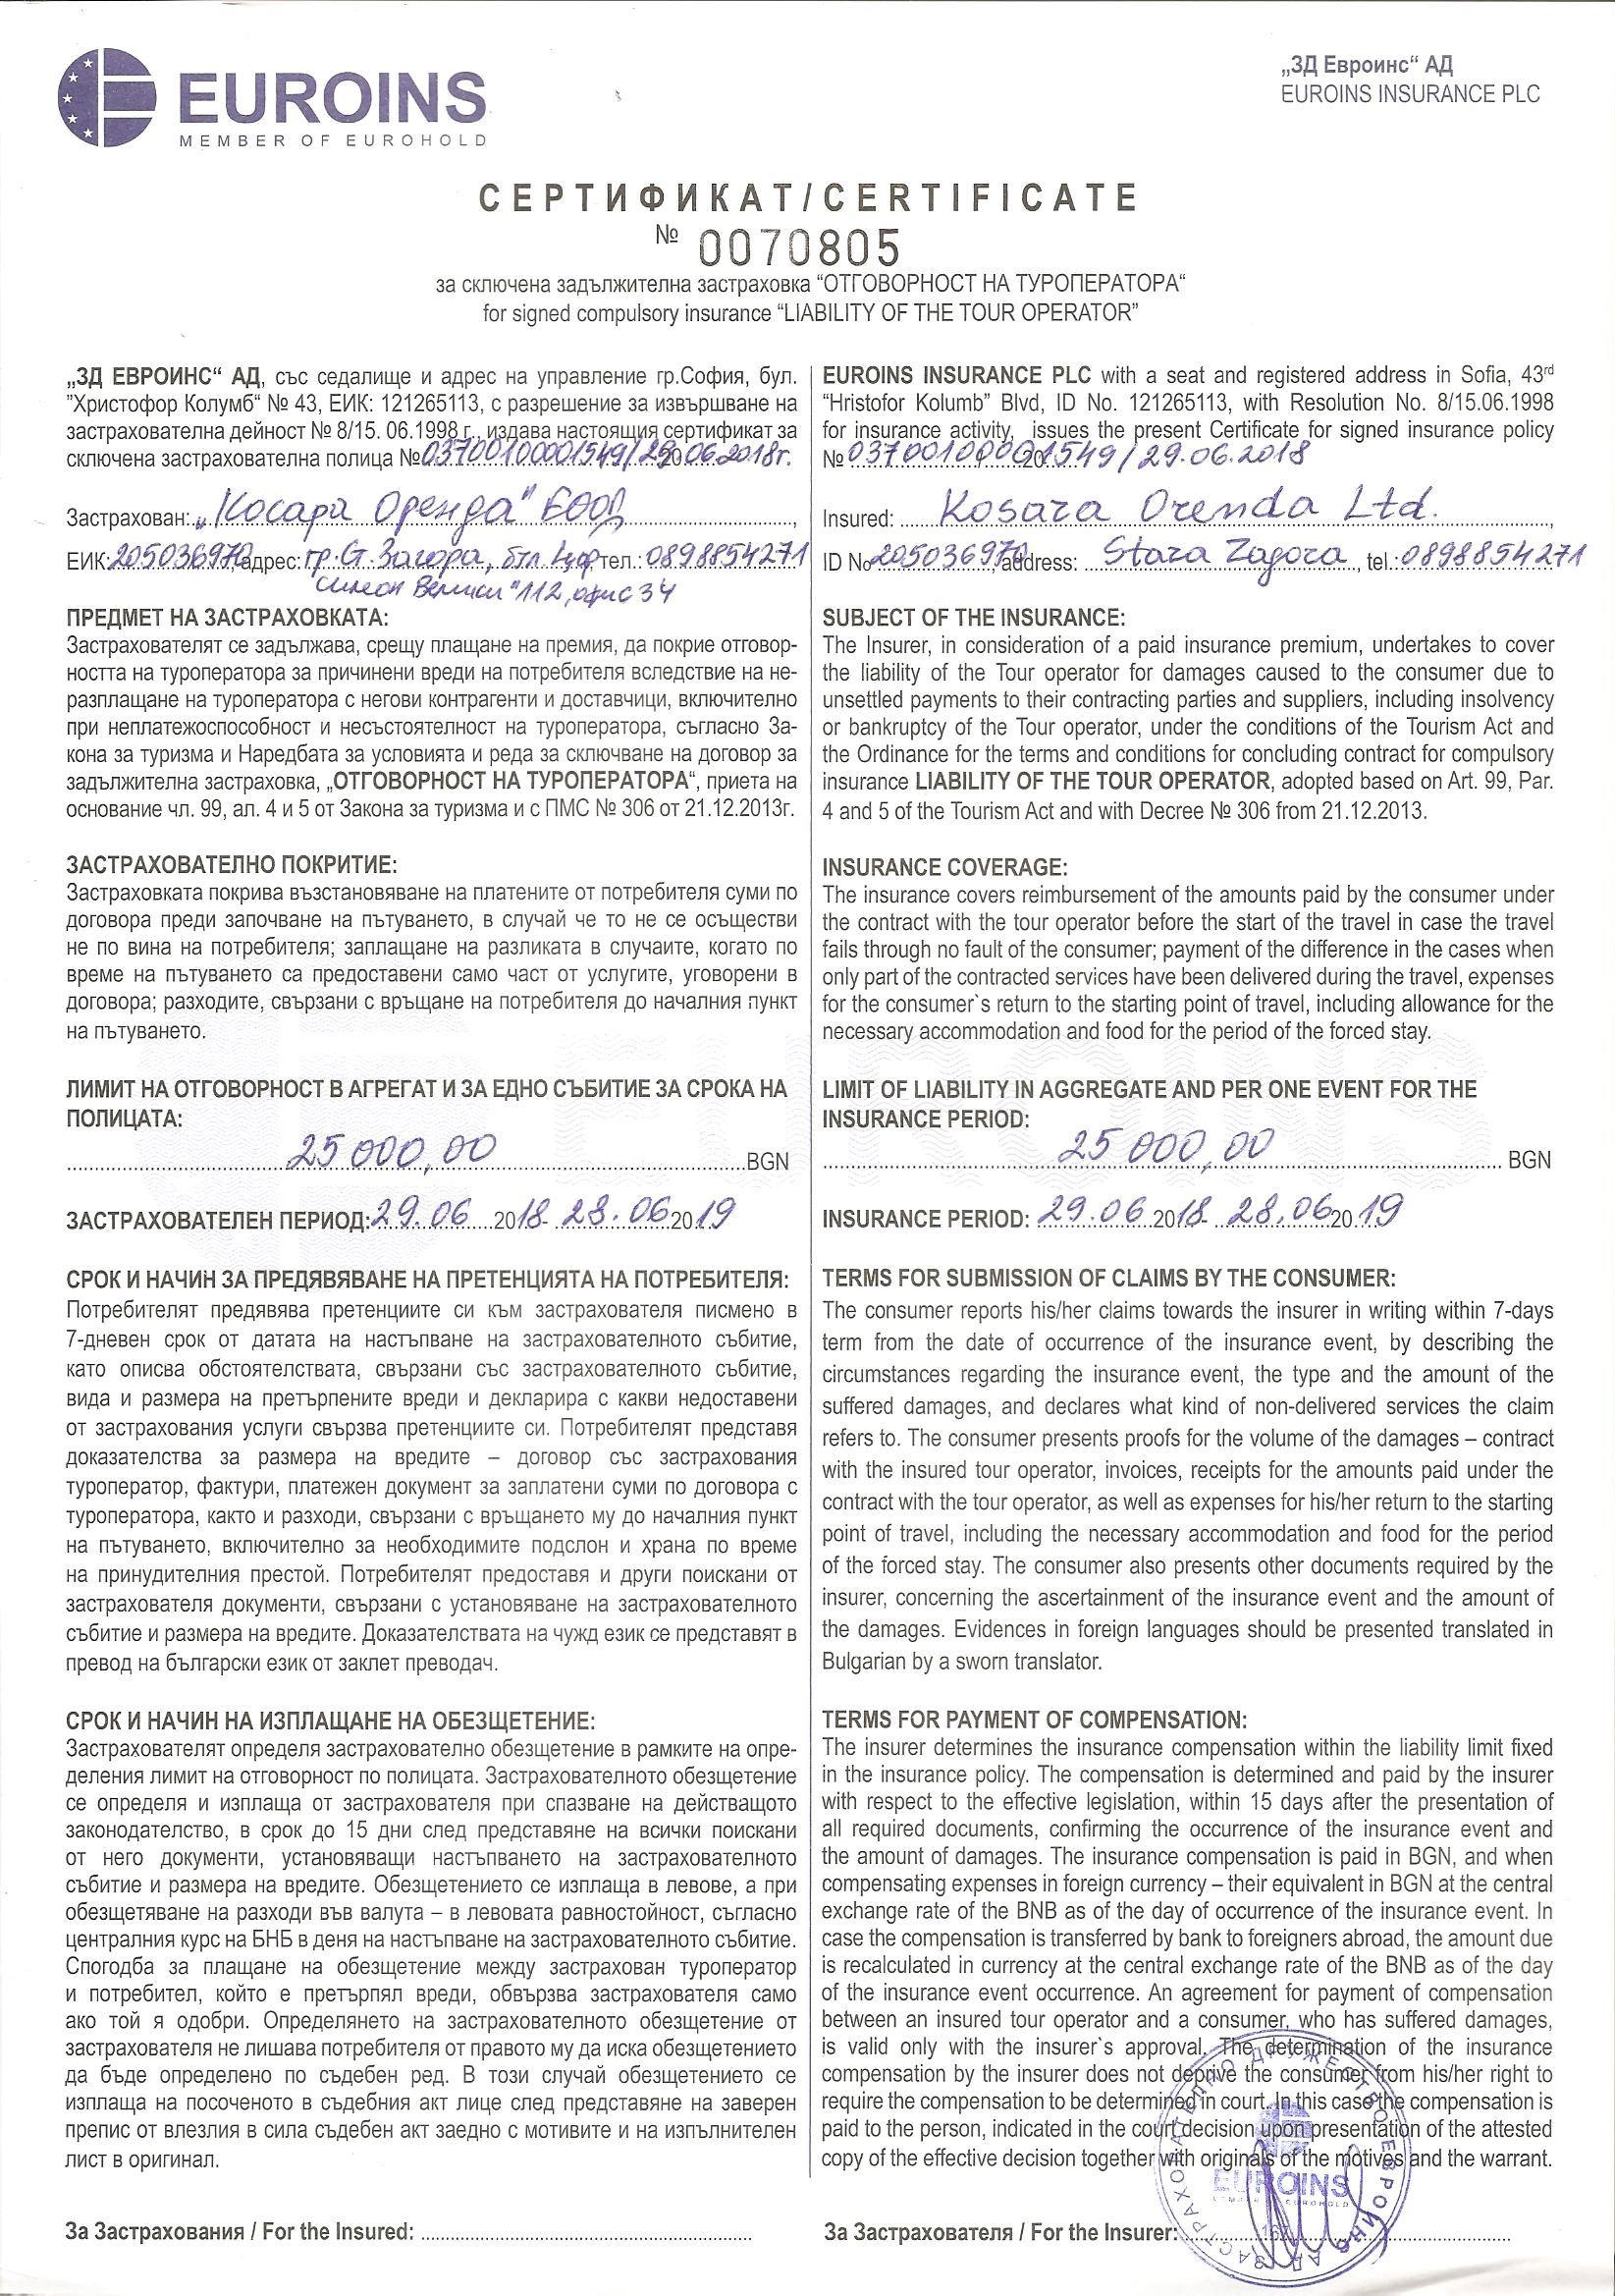 EUROINS
MEMBER OF EUROHOLD
„ЗД Евроинс“ АД
EUROINS INSURANCE PLC
СЕРТИФИКАТ/CERTIFICATE
№ 0070805
за сключена задължителна застраховка “ОТГОВОРНОСТ НА ТУРОПЕРАТОРА“
for signed compulsory insurance “LIABILITY OF THE TOUR OPERATOR”
„ЗД ЕВРОИНС“ АД, със седалище и адрес на управление гр.София, бул.
”Христофор Колумб“ № 43, ЕИК: 121265113, с разрешение за извършване на
застрахователна дейност № 8/15. 06.1998 г., издава настоящия сертификат за
сключена застрахователна полица № 03700100001549/29.06.2018г.
Застрахован: „Косара Оренда" ЕООД,
ЕИК: 205036970, адрес: гр. Ст. Загора, бул. Цар тел.: 0898854271
Симеон Велики" 112, офис 34
ПРЕДМЕТ НА ЗАСТРАХОВКАТА:
Застрахователят се задължава, срещу плащане на премия, да покрие отговор-
ността на туроператора за причинени вреди на потребителя вследствие на не-
разплащане на туроператора с негови контрагенти и доставчици, включително
при неплатежоспособност и несъстоятелност на туроператора, съгласно За-
кона за туризма и Наредбата за условията и реда за сключване на договор за
задължителна застраховка, „ОТГОВОРНОСТ НА ТУРОПЕРАТОРА“, приета на
основание чл. 99, ал. 4 и 5 от Закона за туризма и с ПМС № 306 от 21.12.2013г.
ЗАСТРАХОВАТЕЛНО ПОКРИТИЕ:
Застраховката покрива възстановяване на платените от потребителя суми по
договора преди започване на пътуването, в случай че то не се осъществи
не по вина на потребителя; заплащане на разликата в случаите, когато по
време на пътуването са предоставени само част от услугите, уговорени в
договора; разходите, свързани с връщане на потребителя до началния пункт
на пътуването.
ЛИМИТ НА ОТГОВОРНОСТ В АГРЕГАТ И ЗА ЕДНО СЪБИТИЕ ЗА СРОКА НА
ПОЛИЦАТА:
25 000,00 BGN
ЗАСТРАХОВАТЕЛЕН ПЕРИОД: 29.06 2018- 28.06 2019
СРОК И НАЧИН ЗА ПРЕДЯВЯВАНЕ НА ПРЕТЕНЦИЯТА НА ПОТРЕБИТЕЛЯ:
Потребителят предявява претенциите си към застрахователя писмено в
7-дневен срок от датата на настъпване на застрахователното събитие,
като описва обстоятелствата, свързани със застрахователното събитие,
вида и размера на претърпените вреди и декларира с какви недоставени
от застрахования услуги свързва претенциите си. Потребителят представя
доказателства за размера на вредите – договор със застрахования
туроператор, фактури, платежен документ за заплатени суми по договора с
туроператора, както и разходи, свързани с връщането му до началния пункт
на пътуването, включително за необходимите подслон и храна по време
на принудителния престой. Потребителят предоставя и други поискани от
застрахователя документи, свързани с установяване на застрахователното
събитие и размера на вредите. Доказателствата на чужд език се представят в
превод на български език от заклет преводач.
СРОК И НАЧИН НА ИЗПЛАЩАНЕ НА ОБЕЗЩЕТЕНИЕ:
Застрахователят определя застрахователно обезщетение в рамките на опре-
деления лимит на отговорност по полицата. Застрахователното обезщетение
се определя и изплаща от застрахователя при спазване на действащото
законодателство, в срок до 15 дни след представяне на всички поискани
от него документи, установяващи настъпването на застрахователното
събитие и размера на вредите. Обезщетението се изплаща в левове, а при
обезщетяване на разходи във валута – в левовата равностойност, съгласно
централния курс на БНБ в деня на настъпване на застрахователното събитие.
Спогодба за плащане на обезщетение между застрахован туроператор
и потребител, който е претърпял вреди, обвързва застрахователя само
ако той я одобри. Определянето на застрахователното обезщетение от
застрахователя не лишава потребителя от правото му да иска обезщетението
да бъде определено по съдебен ред. В този случай обезщетението се
изплаща на посоченото в съдебния акт лице след представяне на заверен
препис от влезлия в сила съдебен акт заедно с мотивите и на изпълнителен
лист в оригинал.
За Застрахования / For the Insured:
EUROINS INSURANCE PLC with a seat and registered address in Sofia, 43rd
“Hristofor Kolumb” Blvd, ID No. 121265113, with Resolution No. 8/15.06.1998
for insurance activity, issues the present Certificate for signed insurance policy
№ 03700100001549/29.06.2018
Insured: Kosara Orenda Ltd.,
ID No 205036970, address: Stara Zagora, tel.: 0898854271
SUBJECT OF THE INSURANCE:
The Insurer, in consideration of a paid insurance premium, undertakes to cover
the liability of the Tour operator for damages caused to the consumer due to
unsettled payments to their contracting parties and suppliers, including insolvency
or bankruptcy of the Tour operator, under the conditions of the Tourism Act and
the Ordinance for the terms and conditions for concluding contract for compulsory
insurance LIABILITY OF THE TOUR OPERATOR, adopted based on Art. 99, Par.
4 and 5 of the Tourism Act and with Decree № 306 from 21.12.2013.
INSURANCE COVERAGE:
The insurance covers reimbursement of the amounts paid by the consumer under
the contract with the tour operator before the start of the travel in case the travel
fails through no fault of the consumer; payment of the difference in the cases when
only part of the contracted services have been delivered during the travel, expenses
for the consumer`s return to the starting point of travel, including allowance for the
necessary accommodation and food for the period of the forced stay.
LIMIT OF LIABILITY IN AGGREGATE AND PER ONE EVENT FOR THE
INSURANCE PERIOD:
25 000,00 BGN
INSURANCE PERIOD: 29.06 2018- 28.06 2019
TERMS FOR SUBMISSION OF CLAIMS BY THE CONSUMER:
The consumer reports his/her claims towards the insurer in writing within 7-days
term from the date of occurrence of the insurance event, by describing the
circumstances regarding the insurance event, the type and the amount of the
suffered damages, and declares what kind of non-delivered services the claim
refers to. The consumer presents proofs for the volume of the damages – contract
with the insured tour operator, invoices, receipts for the amounts paid under the
contract with the tour operator, as well as expenses for his/her return to the starting
point of travel, including the necessary accommodation and food for the period
of the forced stay. The consumer also presents other documents required by the
insurer, concerning the ascertainment of the insurance event and the amount of
the damages. Evidences in foreign languages should be presented translated in
Bulgarian by a sworn translator.
TERMS FOR PAYMENT OF COMPENSATION:
The insurer determines the insurance compensation within the liability limit fixed
in the insurance policy. The compensation is determined and paid by the insurer
with respect to the effective legislation, within 15 days after the presentation of
all required documents, confirming the occurrence of the insurance event and
the amount of damages. The insurance compensation is paid in BGN, and when
compensating expenses in foreign currency – their equivalent in BGN at the central
exchange rate of the BNB as of the day of occurrence of the insurance event. In
case the compensation is transferred by bank to foreigners abroad, the amount due
is recalculated in currency at the central exchange rate of the BNB as of the day
of the insurance event occurrence. An agreement for payment of compensation
between an insured tour operator and a consumer, who has suffered damages,
is valid only with the insurer`s approval. The determination of the insurance
compensation by the insurer does not deprive the consumer from his/her right to
require the compensation to be determined in court. In this case the compensation is
paid to the person, indicated in the court decision upon presentation of the attested
copy of the effective decision together with originals of the motives and the warrant.
За Застрахователя / For the Insurer:
ЗАСТРАХОВАТЕЛНО ДРУЖЕСТВО ЕВРОИНС АД
EUROINS
MEMBER OF EUROHOLD